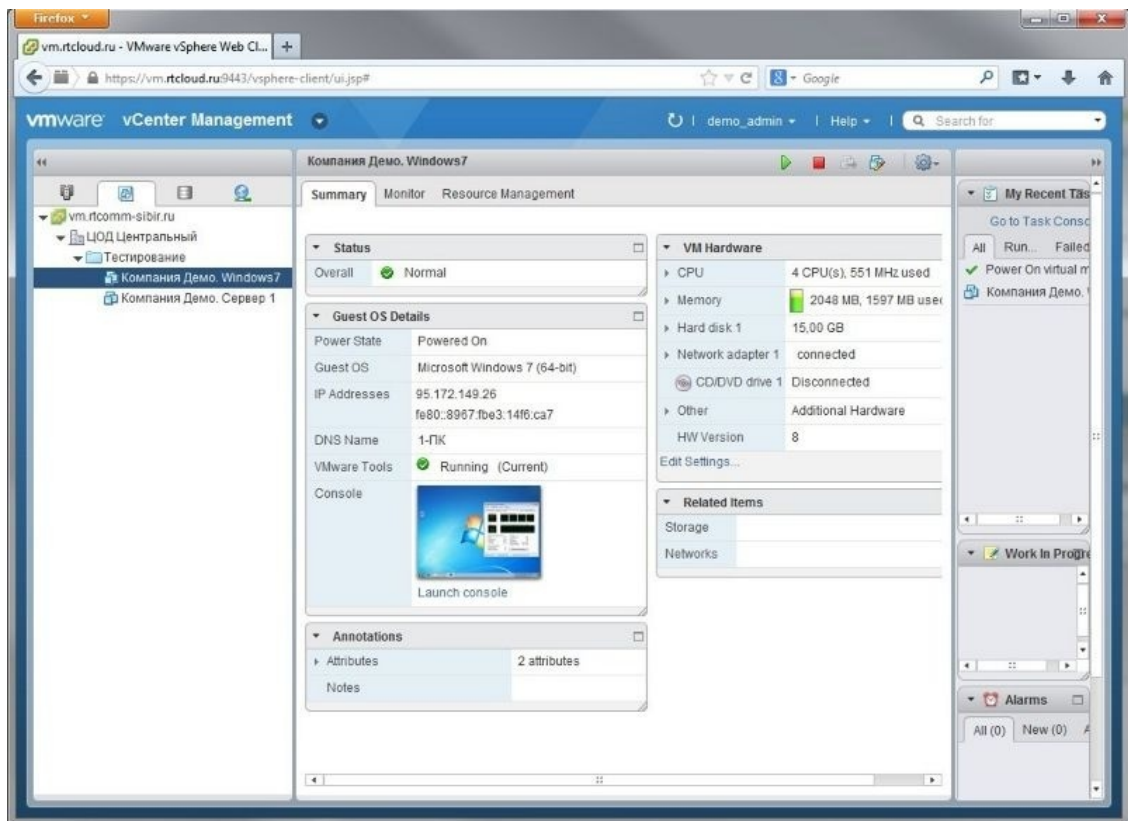 Firefox
vm.rtcloud.ru - VMware vSphere Web Cl...
https://vm.rtcloud.ru:9443/vsphere-client/ui.jsp#
Google
vmware vCenter Management
demo_admin
Help
Search for
vm.rtcomm-sibir.ru
ЦОД Центральный
Тестирование
Компания Демо. Windows7
Компания Демо. Сервер 1
Компания Демо. Windows7
Summary Monitor Resource Management
Status
Overall Normal
Guest OS Details
Power State Powered On
Guest OS Microsoft Windows 7 (64-bit)
IP Addresses 95.172.149.26
fe80::8967:fbe3:14f6:ca7
DNS Name 1-ПК
VMware Tools Running (Current)
Console
Launch console
Annotations
Attributes 2 attributes
Notes
VM Hardware
CPU 4 CPU(s), 551 MHz used
Memory 2048 MB, 1597 MB used
Hard disk 1 15,00 GB
Network adapter 1 connected
CD/DVD drive 1 Disconnected
Other Additional Hardware
HW Version 8
Edit Settings...
Related Items
Storage
Networks
My Recent Tas
Go to Task Consc
All Run... Failed
Power On virtual m
Компания Демо.
Work In Progre
Alarms
All (0) New (0) A